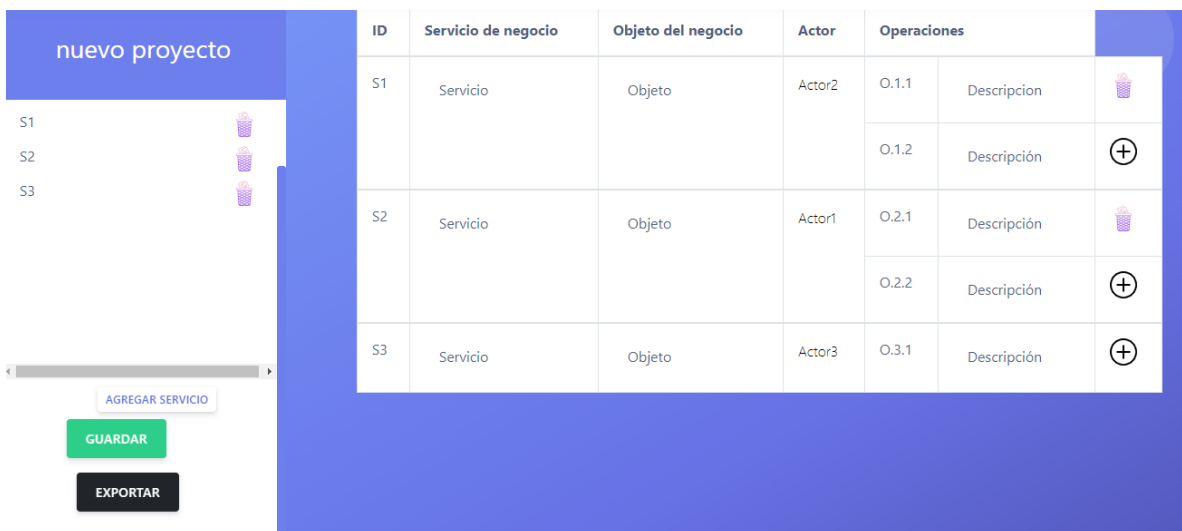 nuevo proyecto
S1
S2
S3
AGREGAR SERVICIO
GUARDAR
EXPORTAR
ID Servicio de negocio Objeto del negocio Actor Operaciones
S1 Servicio Objeto Actor2 O.1.1 Descripcion
O.1.2 Descripción
S2 Servicio Objeto Actor1 O.2.1 Descripción
O.2.2 Descripción
S3 Servicio Objeto Actor3 O.3.1 Descripción